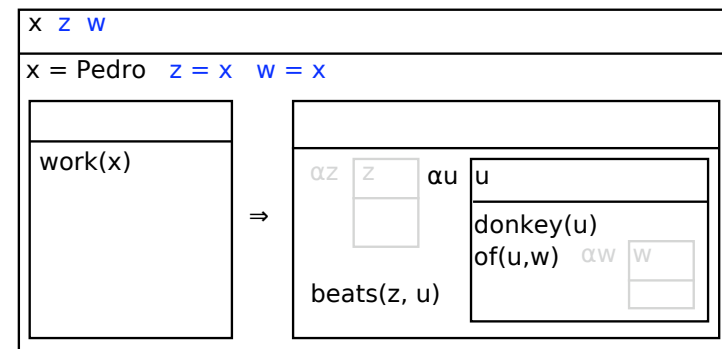 x z w
x = Pedro z = x w = x
work(x)
⇒
αz z αu u
donkey(u)
of(u,w) αw w
beats(z, u)